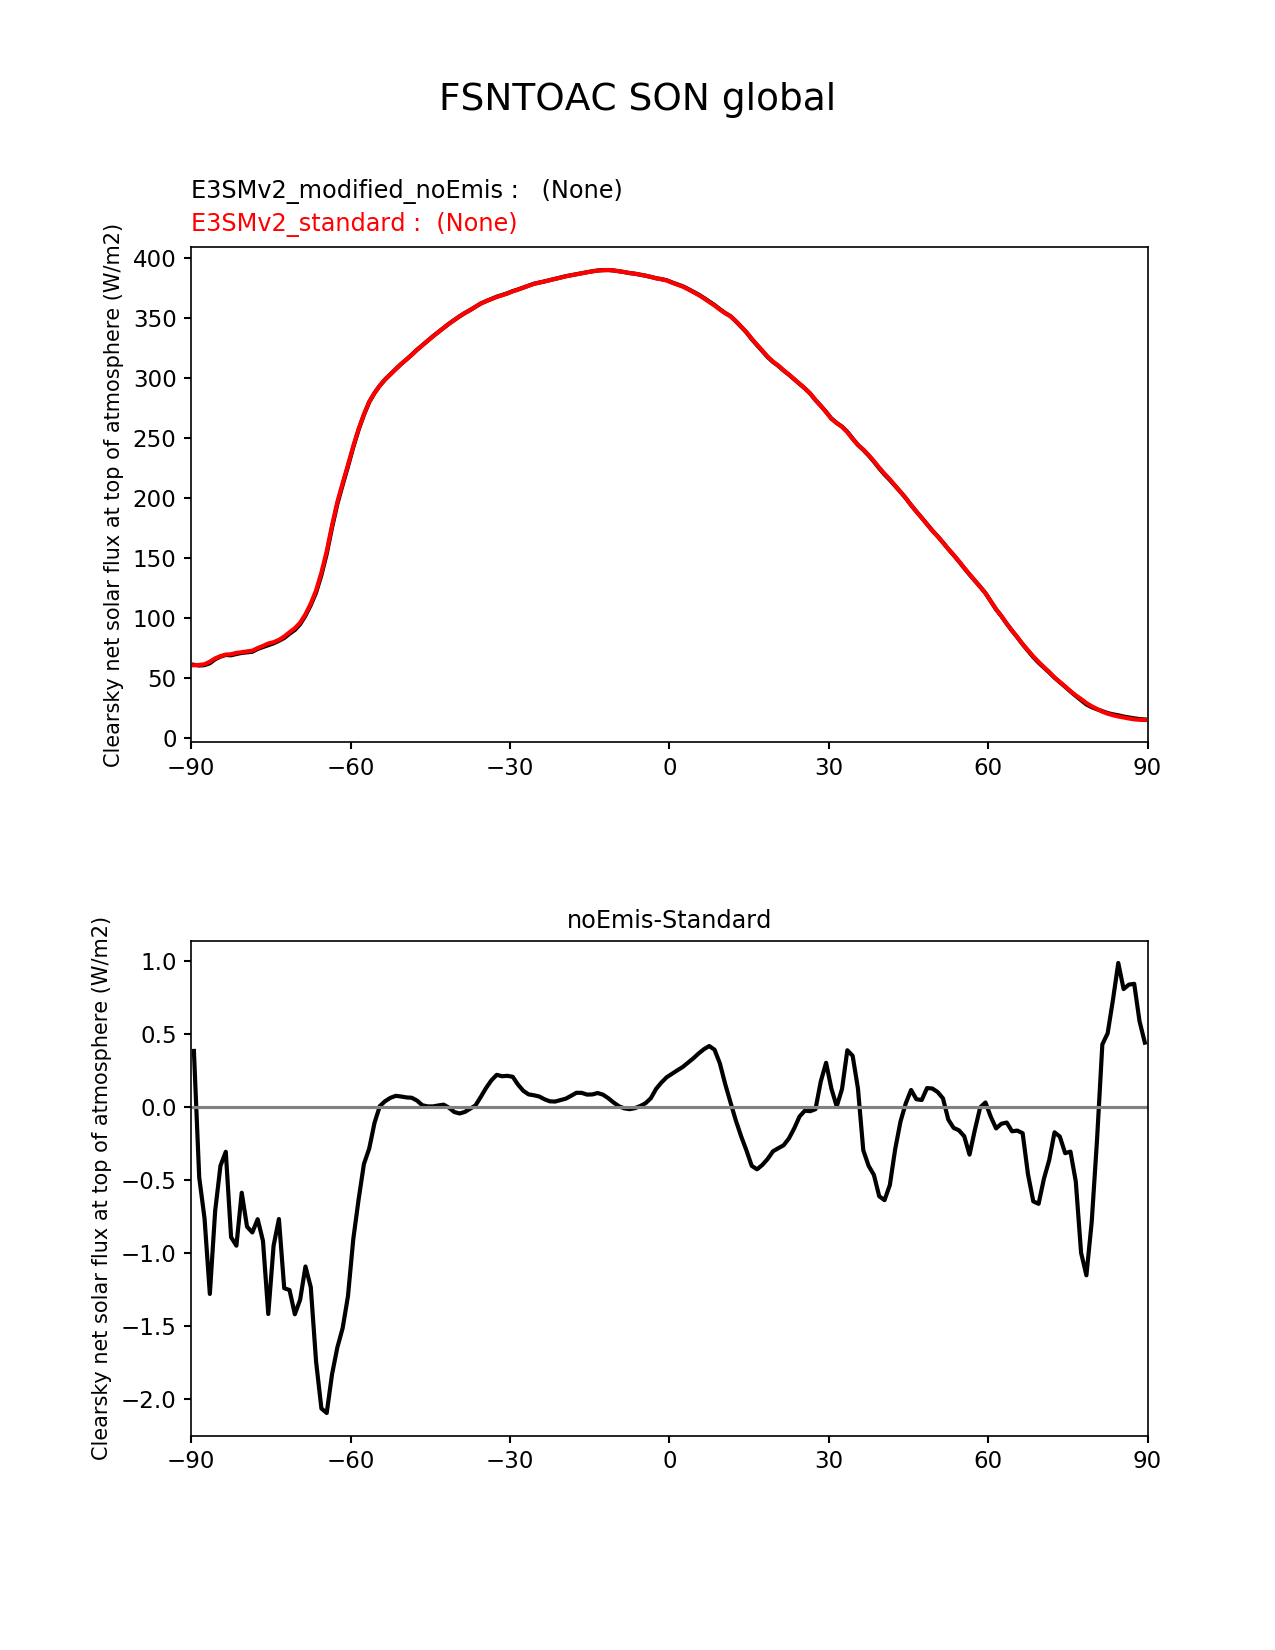 FSNTOAC SON global
E3SMv2_modified_noEmis :   (None)
E3SMv2_standard :  (None)
Clearsky net solar flux at top of atmosphere (W/m2)
400
350
300
250
200
150
100
50
0
−90 −60 −30 0 30 60 90
noEmis-Standard
Clearsky net solar flux at top of atmosphere (W/m2)
1.0
0.5
0.0
−0.5
−1.0
−1.5
−2.0
−90 −60 −30 0 30 60 90